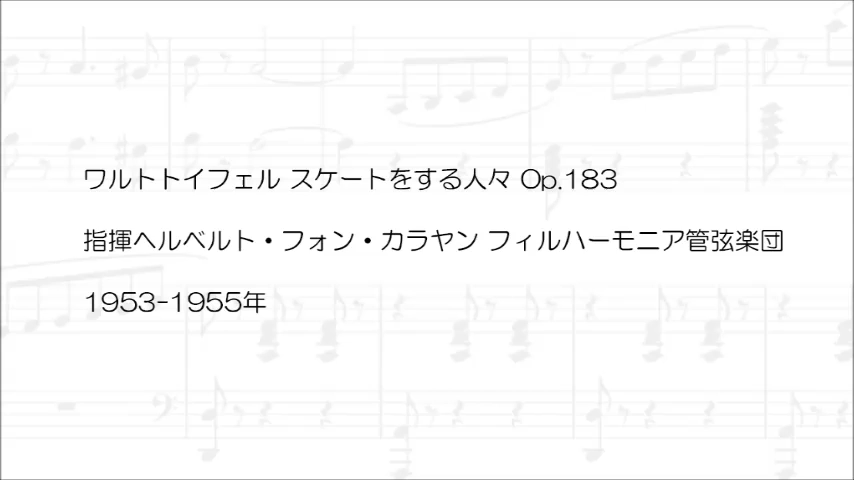 ワルトトイフェル スケートをする人々 Op.183
指揮ヘルベルト・フォン・カラヤン フィルハーモニア管弦楽団
1953-1955年